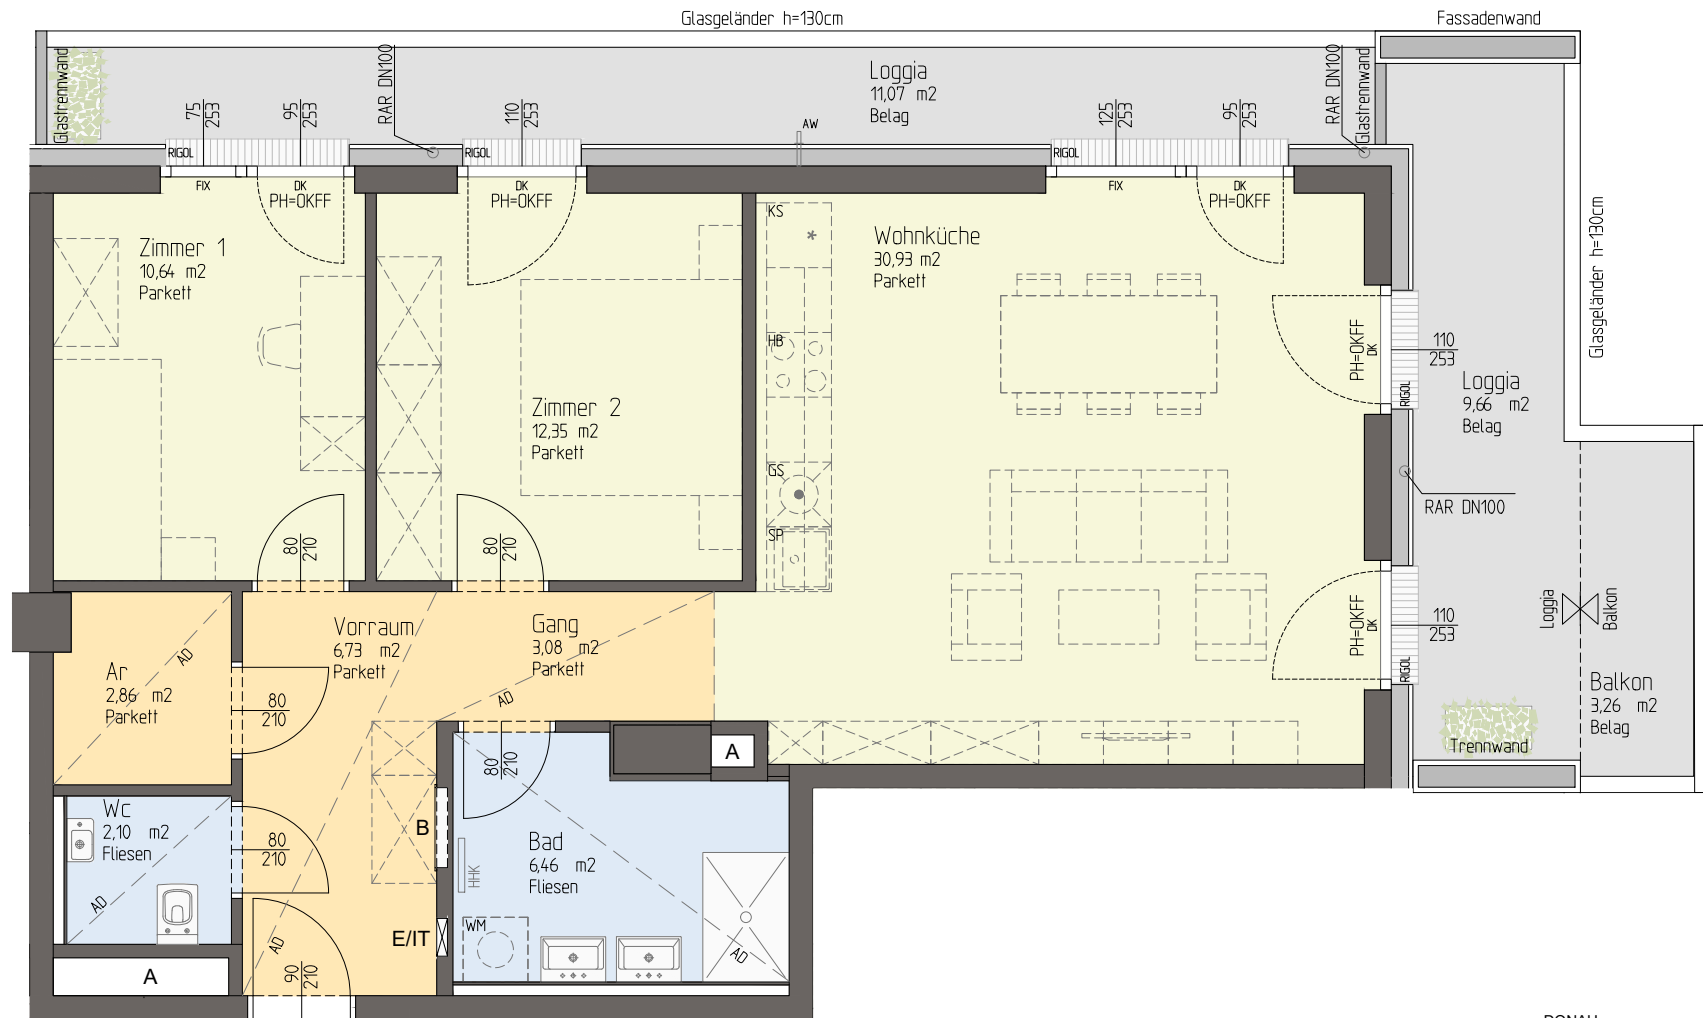 Glasgeländer h=130cm
Fassadenwand
Glastrennwand
75
253
95
253
RAR DN100
110
253
Loggia
11,07 m2
Belag
AW
125
253
95
253
RAR DN100
Glastrennwand
RIGOL
RIGOL
RIGOL
FIX
DK
PH=OKFF
DK
PH=OKFF
FIX
DK
PH=OKFF
Glasgeländer h=130cm
KS
*
Zimmer 1
10,64 m2
Parkett
Wohnküche
30,93 m2
Parkett
HB
PH=OKFF
DK
110
253
RIGOL
Loggia
9,66 m2
Belag
Zimmer 2
12,35 m2
Parkett
GS
RAR DN100
SP
80
210
80
210
Vorraum
6,73 m2
Parkett
Gang
3,08 m2
Parkett
PH=OKFF
DK
110
253
RIGOL
Loggia
Balkon
Ar
2,86 m2
Parkett
AD
80
210
AD
Balkon
3,26 m2
Belag
Trennwand
A
80
210
Wc
2,10 m2
Fliesen
80
210
B
Bad
6,46 m2
Fliesen
HHK
AD
AD
E/IT
WM
AD
A
90
210
DONAU